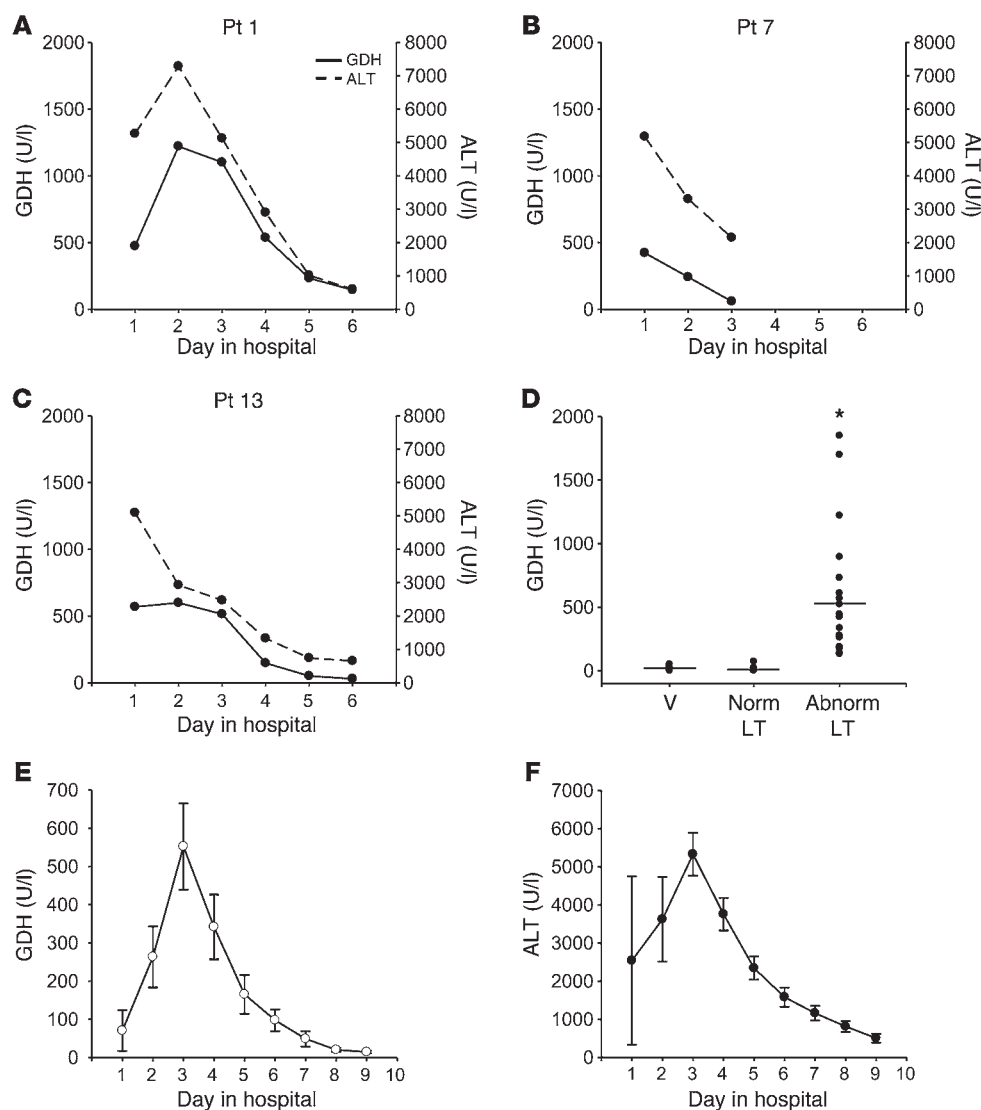 A
Pt 1
2000
1500
1000
500
0
GDH (U/l)
GDH
ALT
8000
7000
6000
5000
4000
3000
2000
1000
0
ALT (U/l)
1 2 3 4 5 6
Day in hospital
B
Pt 7
2000
1500
1000
500
0
GDH (U/l)
8000
7000
6000
5000
4000
3000
2000
1000
0
ALT (U/l)
1 2 3 4 5 6
Day in hospital
C
Pt 13
2000
1500
1000
500
0
GDH (U/l)
8000
7000
6000
5000
4000
3000
2000
1000
0
ALT (U/l)
1 2 3 4 5 6
Day in hospital
D
2000
1500
1000
500
0
GDH (U/l)
*
V Norm Abnorm
LT LT
E
700
600
500
400
300
200
100
0
GDH (U/l)
1 2 3 4 5 6 7 8 9 10
Day in hospital
F
7000
6000
5000
4000
3000
2000
1000
0
ALT (U/l)
1 2 3 4 5 6 7 8 9 10
Day in hospital